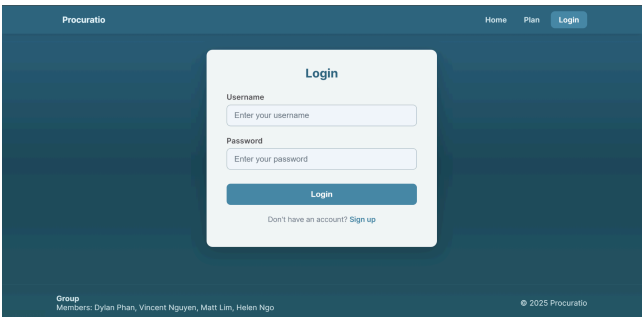 Procuratio
Home Plan Login
Login
Username
Enter your username
Password
Enter your password
Login
Don't have an account? Sign up
Group
Members: Dylan Phan, Vincent Nguyen, Matt Lim, Helen Ngo
© 2025 Procuratio